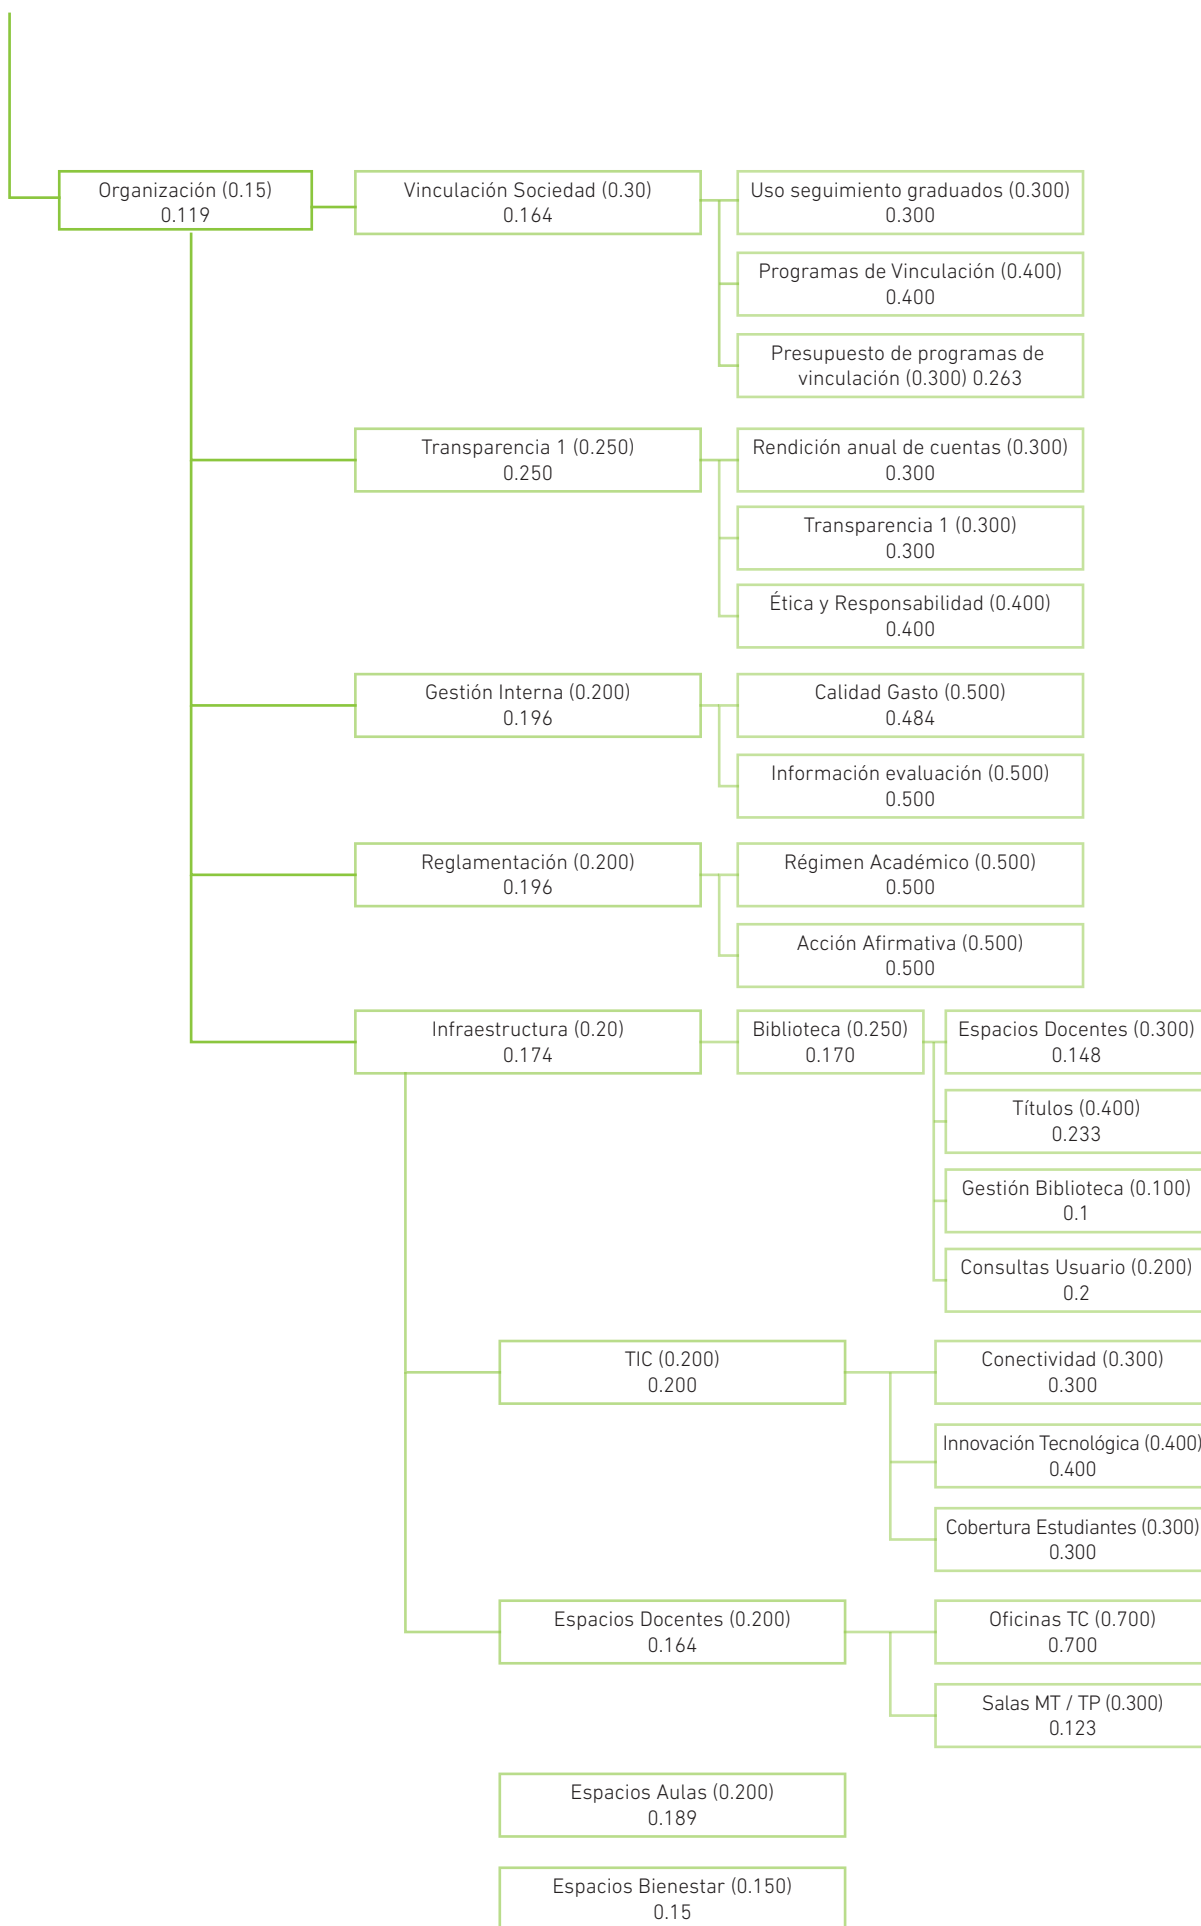 Organización (0.15)
0.119
Vinculación Sociedad (0.30)
0.164
Uso seguimiento graduados (0.300)
0.300
Programas de Vinculación (0.400)
0.400
Presupuesto de programas de
vinculación (0.300) 0.263
Transparencia 1 (0.250)
0.250
Rendición anual de cuentas (0.300)
0.300
Transparencia 1 (0.300)
0.300
Ética y Responsabilidad (0.400)
0.400
Gestión Interna (0.200)
0.196
Calidad Gasto (0.500)
0.484
Información evaluación (0.500)
0.500
Reglamentación (0.200)
0.196
Régimen Académico (0.500)
0.500
Acción Afirmativa (0.500)
0.500
Infraestructura (0.20)
0.174
Biblioteca (0.250)
0.170
Espacios Docentes (0.300)
0.148
Títulos (0.400)
0.233
Gestión Biblioteca (0.100)
0.1
Consultas Usuario (0.200)
0.2
TIC (0.200)
0.200
Conectividad (0.300)
0.300
Innovación Tecnológica (0.400)
0.400
Cobertura Estudiantes (0.300)
0.300
Espacios Docentes (0.200)
0.164
Oficinas TC (0.700)
0.700
Salas MT / TP (0.300)
0.123
Espacios Aulas (0.200)
0.189
Espacios Bienestar (0.150)
0.15